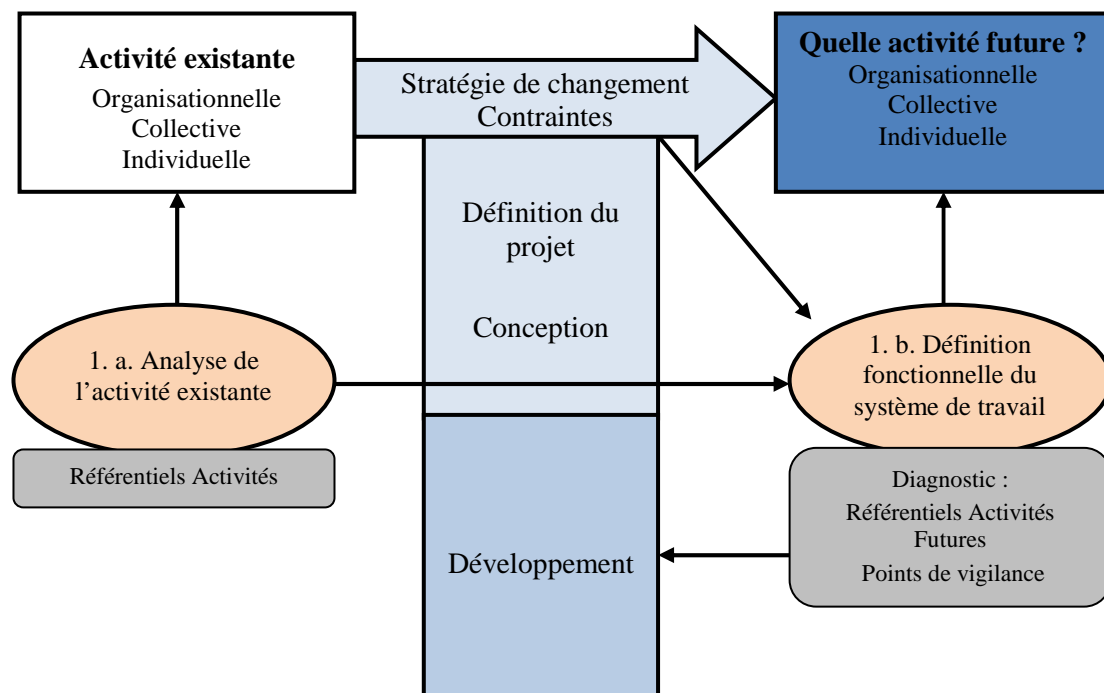 Activité existante
Organisationnelle
Collective
Individuelle
Stratégie de changement
Contraintes
Quelle activité future ?
Organisationnelle
Collective
Individuelle
Définition du
projet
Conception
1. a. Analyse de
l’activité existante
1. b. Définition
fonctionnelle du
système de travail
Référentiels Activités
Diagnostic :
Référentiels Activités
Futures
Points de vigilance
Développement